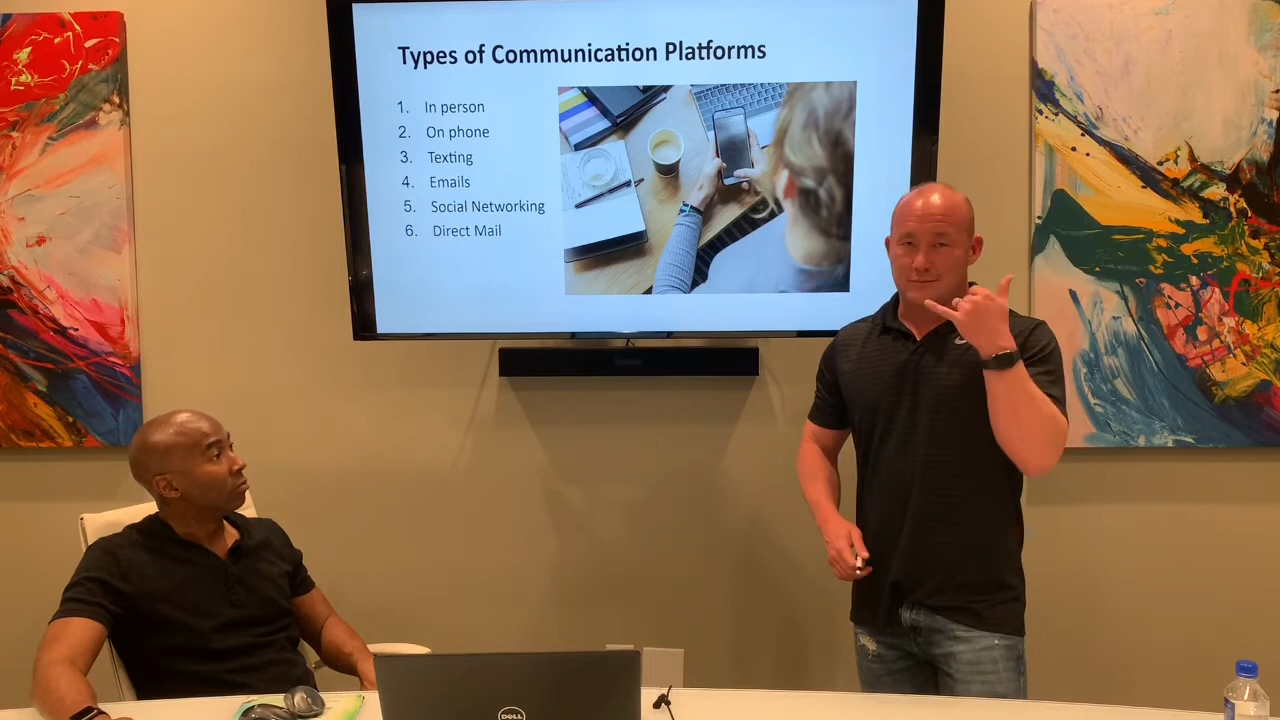 Types of Communication Platforms
1. In person
2. On phone
3. Texting
4. Emails
5. Social Networking
6. Direct Mail
DELL